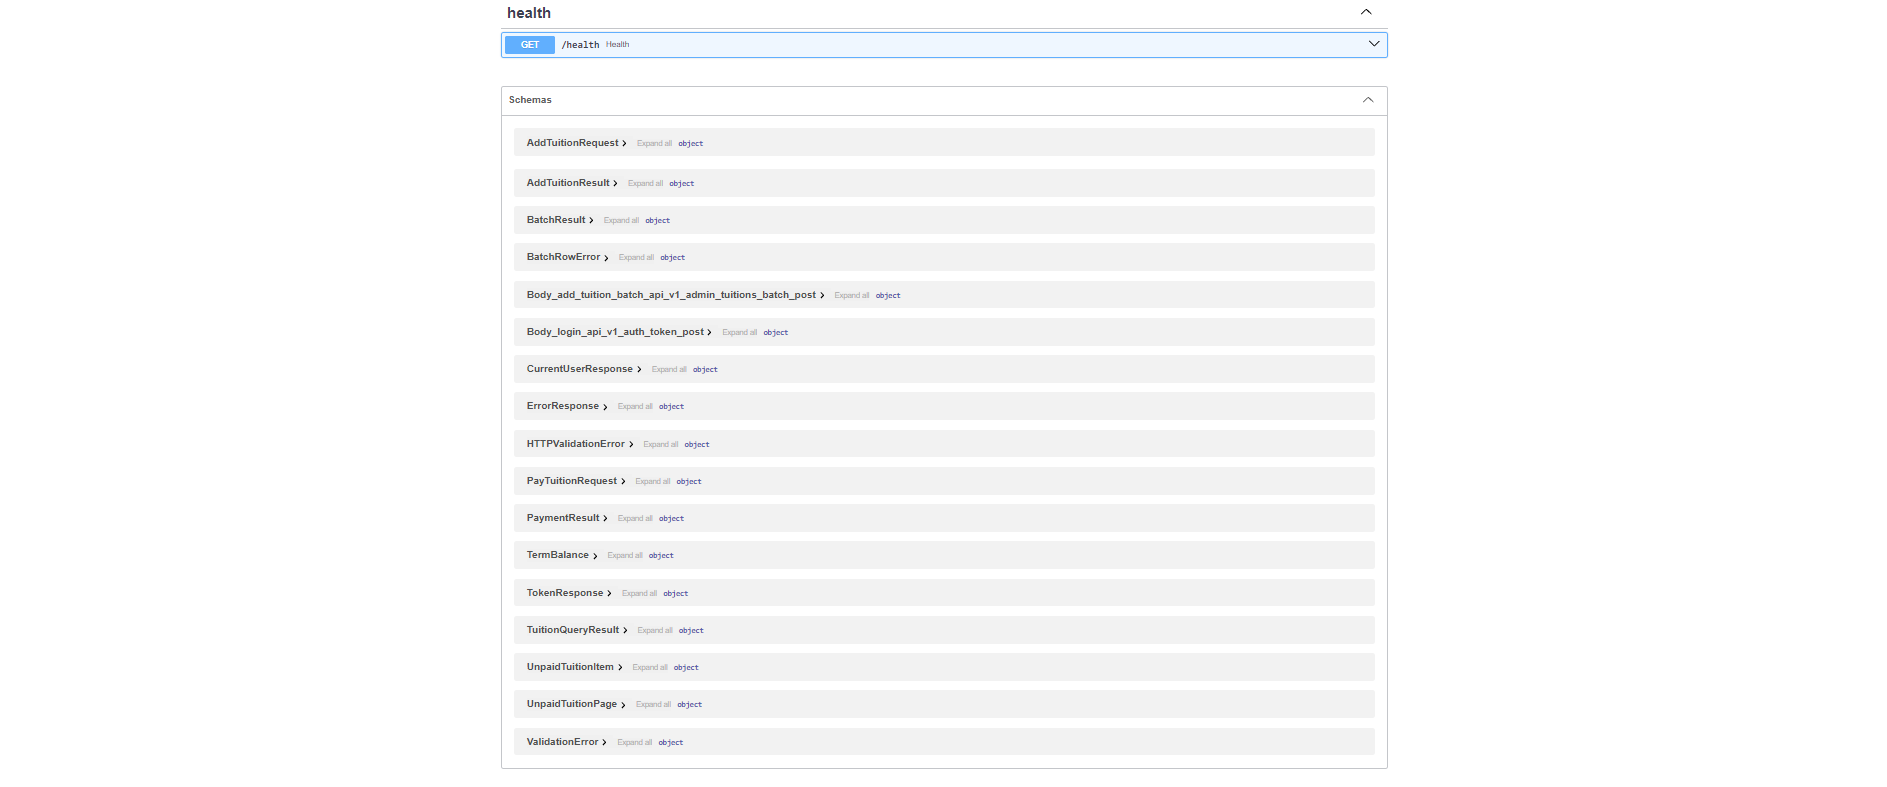 health
GET /health Health
Schemas
AddTuitionRequest Expand all object
AddTuitionResult Expand all object
BatchResult Expand all object
BatchRowError Expand all object
Body_add_tuition_batch_api_v1_admin_tuitions_batch_post Expand all object
Body_login_api_v1_auth_token_post Expand all object
CurrentUserResponse Expand all object
ErrorResponse Expand all object
HTTPValidationError Expand all object
PayTuitionRequest Expand all object
PaymentResult Expand all object
TermBalance Expand all object
TokenResponse Expand all object
TuitionQueryResult Expand all object
UnpaidTuitionItem Expand all object
UnpaidTuitionPage Expand all object
ValidationError Expand all object